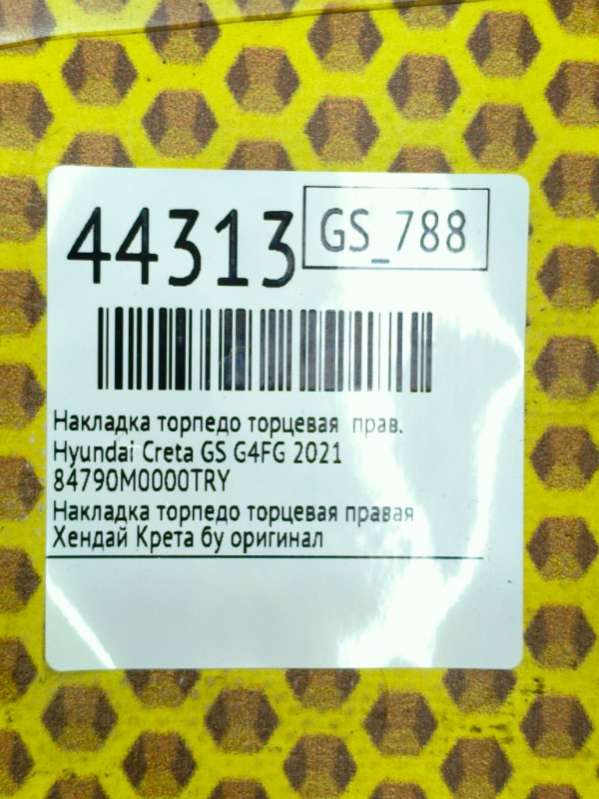 44313
GS_788
Накладка торпедо торцевая прав.
Hyundai Creta GS G4FG 2021
84790M0000TRY
Накладка торпедо торцевая правая
Хендай Крета бу оригинал